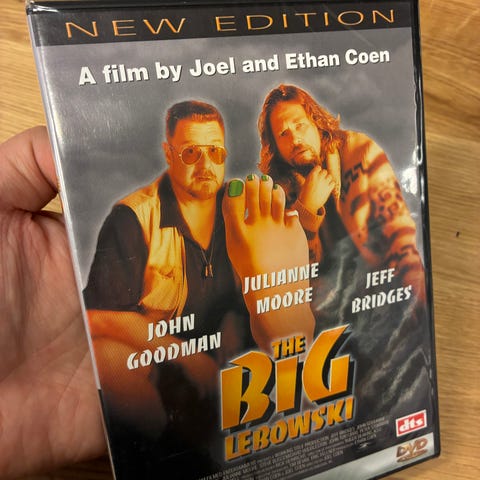 NEW EDITION
A film by Joel and Ethan Coen
JULIANNE
MOORE
JEFF
BRIDGES
JOHN
GOODMAN
THE
BIG
LEBOWSKI
dts
DVD